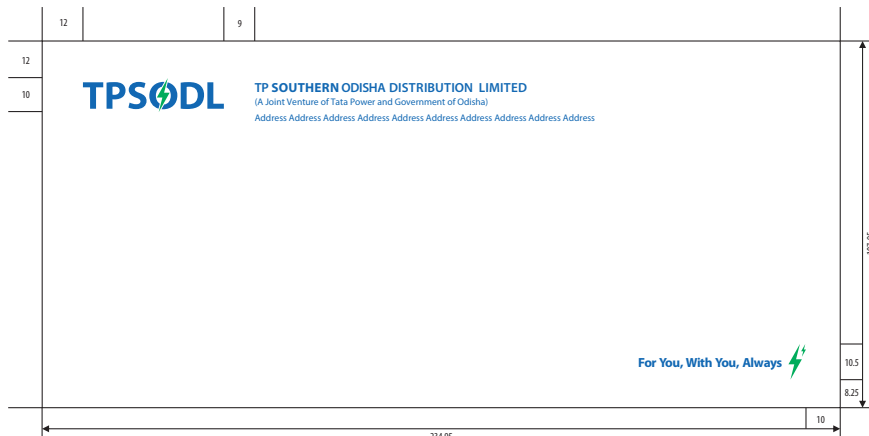 12
9
12
10
TPSODL
TP SOUTHERN ODISHA DISTRIBUTION LIMITED
(A Joint Venture of Tata Power and Government of Odisha)
Address Address Address Address Address Address Address Address Address Address
For You, With You, Always
10.5
8.25
10